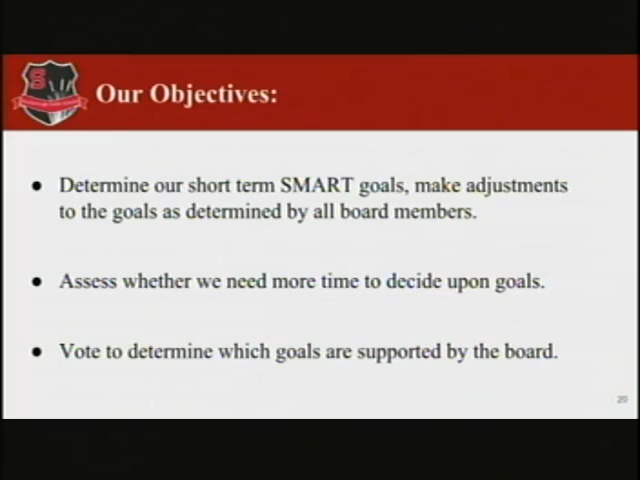 S
Our Objectives:
● Determine our short term SMART goals, make adjustments
to the goals as determined by all board members.
● Assess whether we need more time to decide upon goals.
● Vote to determine which goals are supported by the board.
20